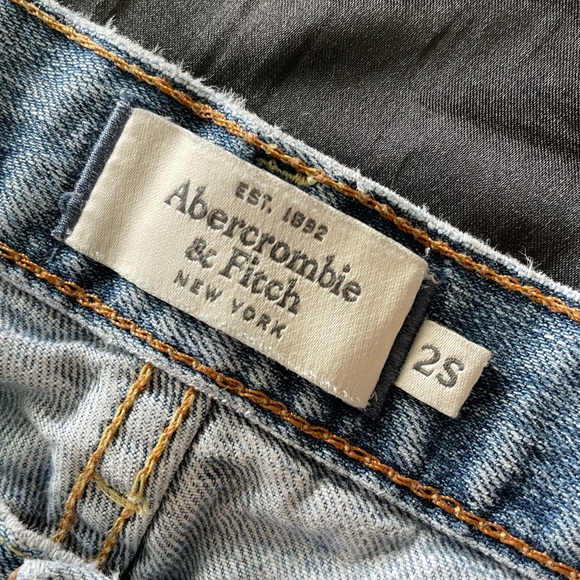 EST. 1892
Abercrombie
& Fitch
NEW YORK
2S